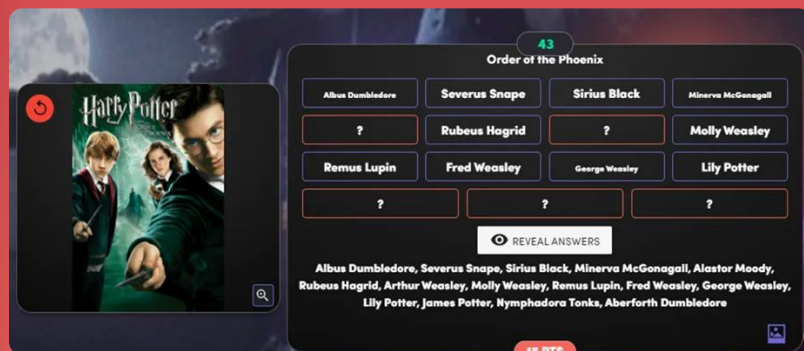 43
Order of the Phoenix
Albus Dumbledore Severus Snape Sirius Black Minerva McGonagall
? Rubeus Hagrid ? Molly Weasley
Remus Lupin Fred Weasley George Weasley Lily Potter
? ? ?
REVEAL ANSWERS
Albus Dumbledore, Severus Snape, Sirius Black, Minerva McGonagall, Alastor Moody,
Rubeus Hagrid, Arthur Weasley, Molly Weasley, Remus Lupin, Fred Weasley, George Weasley,
Lily Potter, James Potter, Nymphadora Tonks, Aberforth Dumbledore
15 PTS
Harry Potter